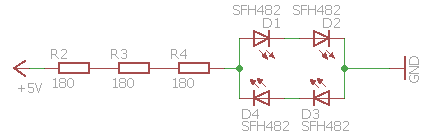 SFH482 SFH482
D1 D2
R2 R3 R4
+5V 180 180 180
GND
D4 D3
SFH482 SFH482